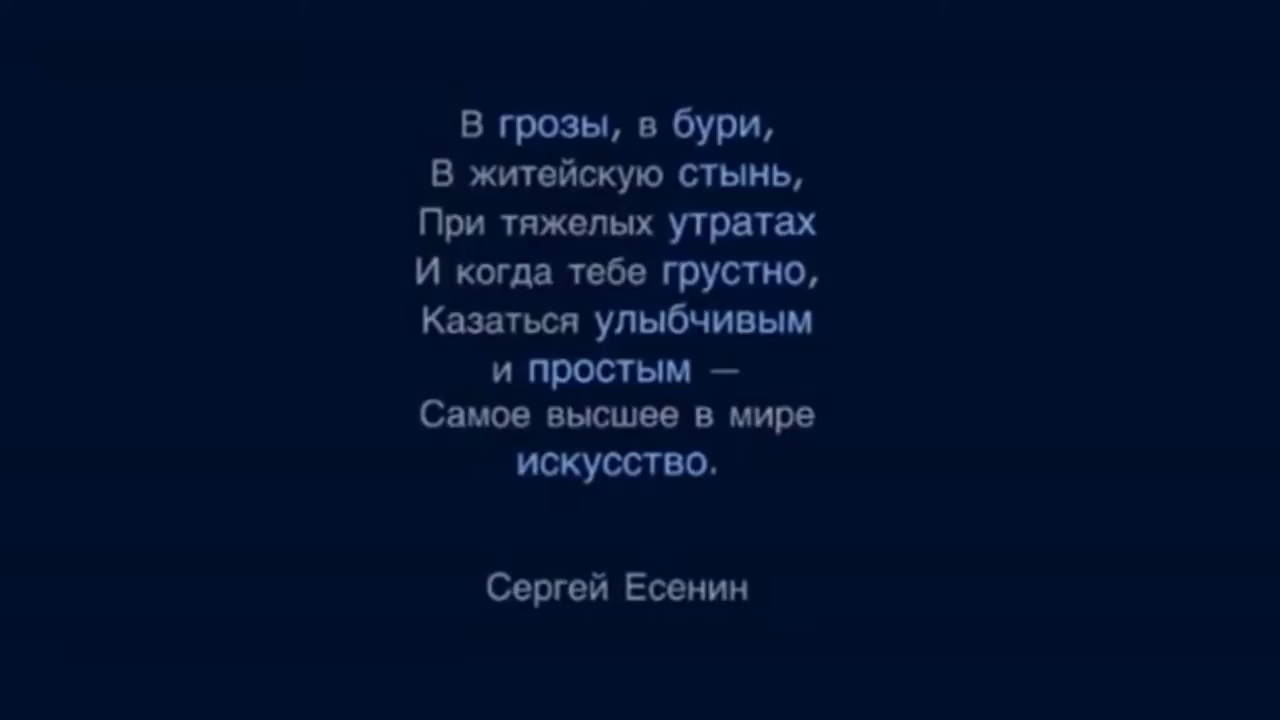 В грозы, в бури,
В житейскую стынь,
При тяжелых утратах
И когда тебе грустно,
Казаться улыбчивым
и простым —
Самое высшее в мире
искусство.
Сергей Есенин